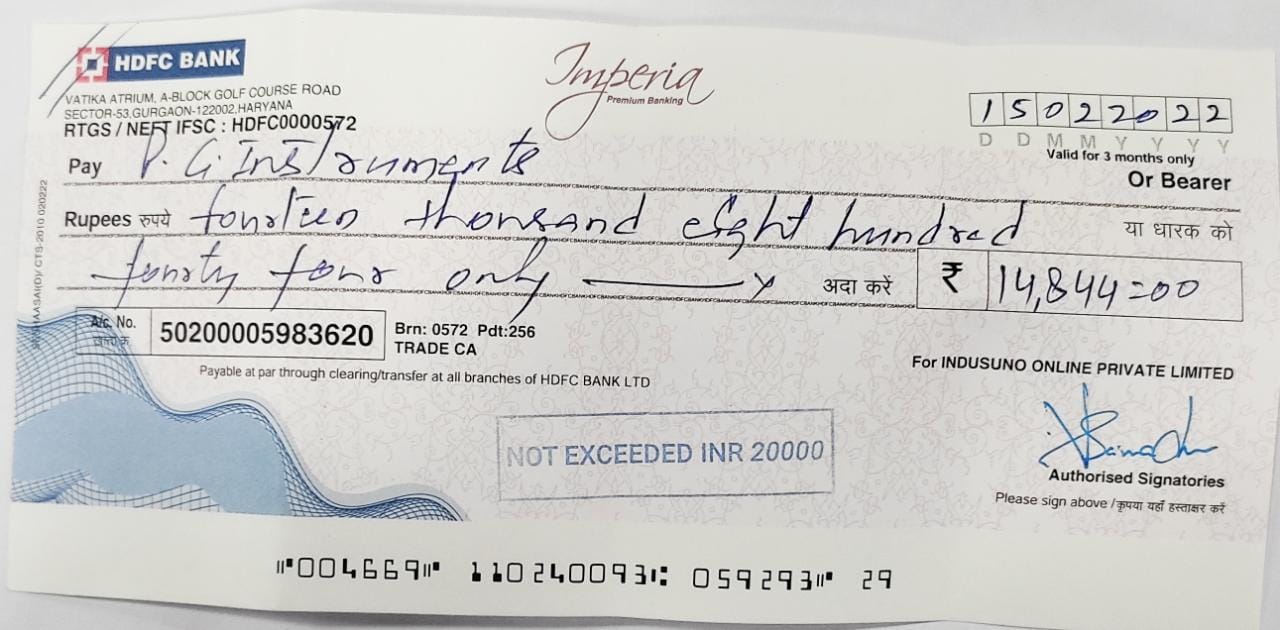 HDFC BANK
Imperia
Premium Banking
VATIKA ATRIUM, A-BLOCK GOLF COURSE ROAD
SECTOR-53,GURGAON-122002,HARYANA
RTGS / NEFT IFSC : HDFC0000572
15022022
D D M M Y Y Y Y
Valid for 3 months only
Pay P. G. Instruments
Or Bearer
Rupees रुपये fourteen thousand eight hundred या धारक को
fourty four only अदा करें ₹ 14,844=00
A/c. No. 50200005983620
Brn: 0572 Pdt:256
TRADE CA
Payable at par through clearing/transfer at all branches of HDFC BANK LTD
For INDUSUNO ONLINE PRIVATE LIMITED
NOT EXCEEDED INR 20000
Authorised Signatories
Please sign above / कृपया यहाँ हस्ताक्षर करें
CTS-2010 020222
⑈004669⑈ 110240093⑆ 059293⑈ 29